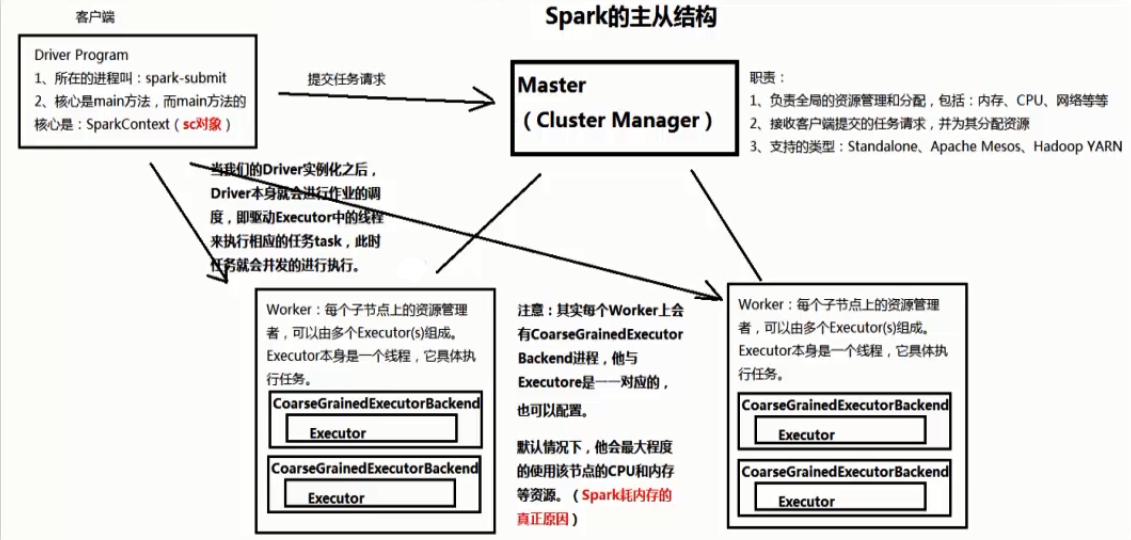 Spark的主从结构
客户端
Driver Program
1、所在的进程叫：spark-submit
2、核心是main方法，而main方法的
核心是：SparkContext（sc对象）
提交任务请求
Master
（Cluster Manager）
职责：
1、负责全局的资源管理和分配，包括：内存、CPU、网络等等
2、接收客户端提交的任务请求，并为其分配资源
3、支持的类型：Standalone、Apache Mesos、Hadoop YARN
当我们的Driver实例化之后，
Driver本身就会进行作业的调
度，即驱动Executor中的线程
来执行相应的任务task，此时
任务就会并发的进行执行。
Worker：每个子节点上的资源管理
者，可以由多个Executor(s)组成。
Executor本身是一个线程，它具体执
行任务。
CoarseGrainedExecutorBackend
Executor
CoarseGrainedExecutorBackend
Executor
注意：其实每个Worker上会
有CoarseGrainedExecutor
Backend进程，他与
Executore是一一对应的，
也可以配置。
默认情况下，他会最大程度
的使用该节点的CPU和内存
等资源。（Spark耗内存的
真正原因）
Worker：每个子节点上的资源管理
者，可以由多个Executor(s)组成。
Executor本身是一个线程，它具体执
行任务。
CoarseGrainedExecutorBackend
Executor
CoarseGrainedExecutorBackend
Executor